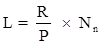 L = R/P × Nₙ